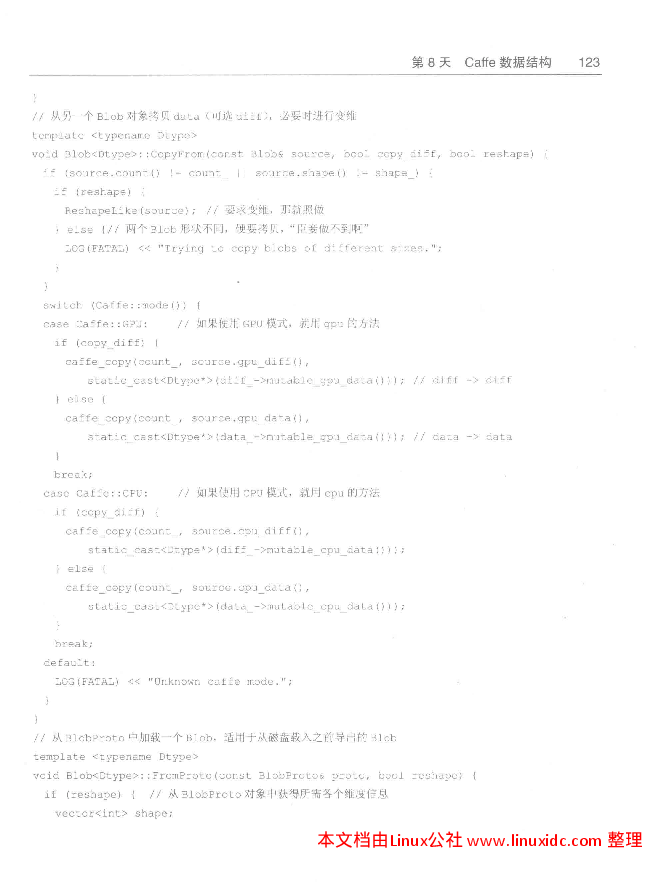 第 8 天 Caffe 数据结构 123
}
// 从另一个 Blob 对象拷贝 data（可选 diff），必要时进行变维
template <typename Dtype>
void Blob<Dtype>::CopyFrom(const Blob& source, bool copy_diff, bool reshape) {
if (source.count() != count_ || source.shape() != shape_) {
if (reshape) {
ReshapeLike(source); // 要求变维，那就照做
} else {// 两个 Blob 形状不同，硬要拷贝，“臣妾做不到啊”
LOG(FATAL) << "Trying to copy blobs of different sizes.";
}
}
switch (Caffe::mode()) {
case Caffe::GPU: // 如果使用 GPU 模式，就用 gpu 的方法
if (copy_diff) {
caffe_copy(count_, source.gpu_diff(),
static_cast<Dtype*>(diff_->mutable_gpu_data())); // diff -> diff
} else {
caffe_copy(count_, source.gpu_data(),
static_cast<Dtype*>(data_->mutable_gpu_data())); // data -> data
}
break;
case Caffe::CPU: // 如果使用 CPU 模式，就用 cpu 的方法
if (copy_diff) {
caffe_copy(count_, source.cpu_diff(),
static_cast<Dtype*>(diff_->mutable_cpu_data()));
} else {
caffe_copy(count_, source.cpu_data(),
static_cast<Dtype*>(data_->mutable_cpu_data()));
}
break;
default:
LOG(FATAL) << "Unknown caffe mode.";
}
}
// 从 BlobProto 中加载一个 Blob，适用于从磁盘载入之前导出的 Blob
template <typename Dtype>
void Blob<Dtype>::FromProto(const BlobProto& proto, bool reshape) {
if (reshape) { // 从 BlobProto 对象中获得所需各个维度信息
vector<int> shape;
本文档由Linux公社 www.linuxidc.com 整理